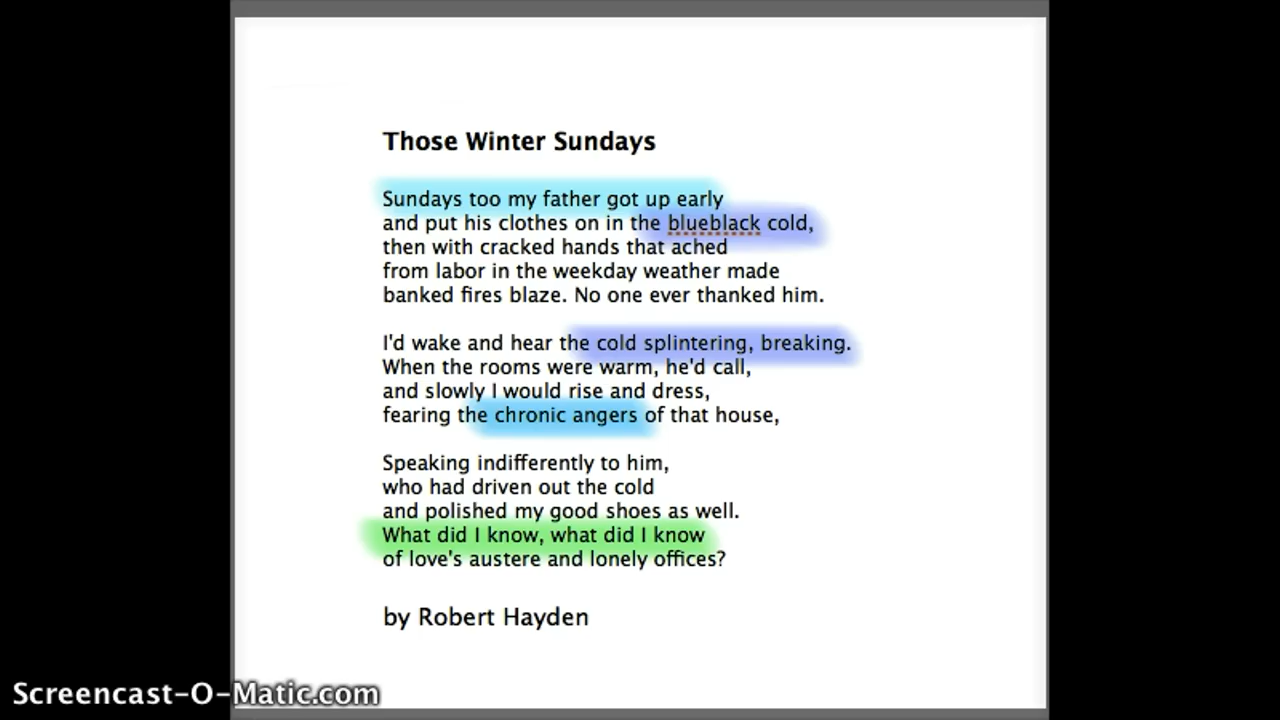 Those Winter Sundays
Sundays too my father got up early
and put his clothes on in the blueblack cold,
then with cracked hands that ached
from labor in the weekday weather made
banked fires blaze. No one ever thanked him.
I'd wake and hear the cold splintering, breaking.
When the rooms were warm, he'd call,
and slowly I would rise and dress,
fearing the chronic angers of that house,
Speaking indifferently to him,
who had driven out the cold
and polished my good shoes as well.
What did I know, what did I know
of love's austere and lonely offices?
by Robert Hayden
Screencast-O-Matic.com